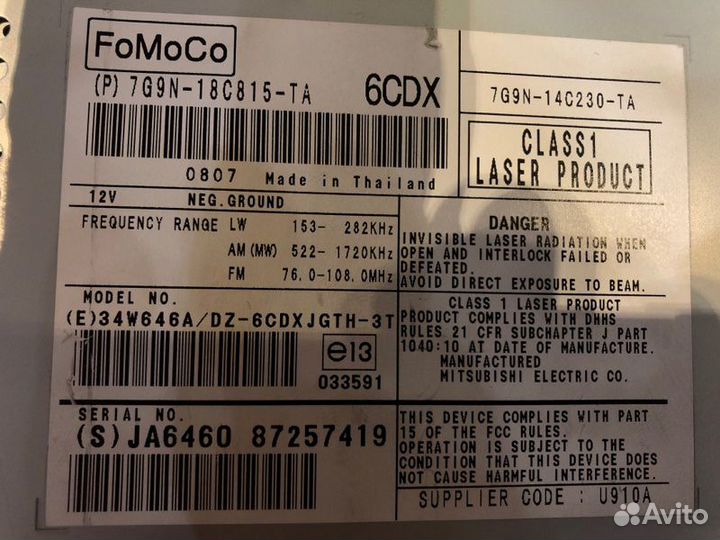 FoMoCo
(P) 7G9N-18C815-TA 6CDX
0807 Made in Thailand
12V NEG.GROUND
FREQUENCY RANGE LW 153- 282KHz
AM(MW) 522-1720KHz
FM 76.0-108.0MHz
MODEL NO.
(E)34W646A/DZ-6CDXJGTH-3T
e13
033591
SERIAL NO.
(S)JA6460 87257419
7G9N-14C230-TA
CLASS1
LASER PRODUCT
DANGER
INVISIBLE LASER RADIATION WHEN
OPEN AND INTERLOCK FAILED OR
DEFEATED.
AVOID DIRECT EXPOSURE TO BEAM.
CLASS 1 LASER PRODUCT
PRODUCT COMPLIES WITH DHHS
RULES 21 CFR SUBCHAPTER J PART
1040:10 AT DATE OF MANUFACTURE.
MANUFACTURED
MITSUBISHI ELECTRIC CO.
THIS DEVICE COMPLIES WITH PART
15 OF THE FCC RULES.
OPERATION IS SUBJECT TO THE
CONDITION THAT THIS DEVICE DOES
NOT CAUSE HARMFUL INTERFERENCE.
SUPPLIER CODE : U910A
Avito